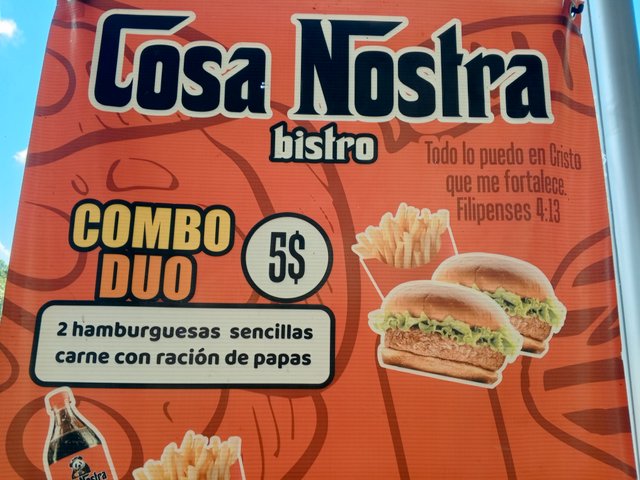 Cosa Nostra
bistro
Todo lo puedo en Cristo
que me fortalece.
Filipenses 4:13
COMBO
DUO
5$
2 hamburguesas sencillas
carne con ración de papas
Nostra